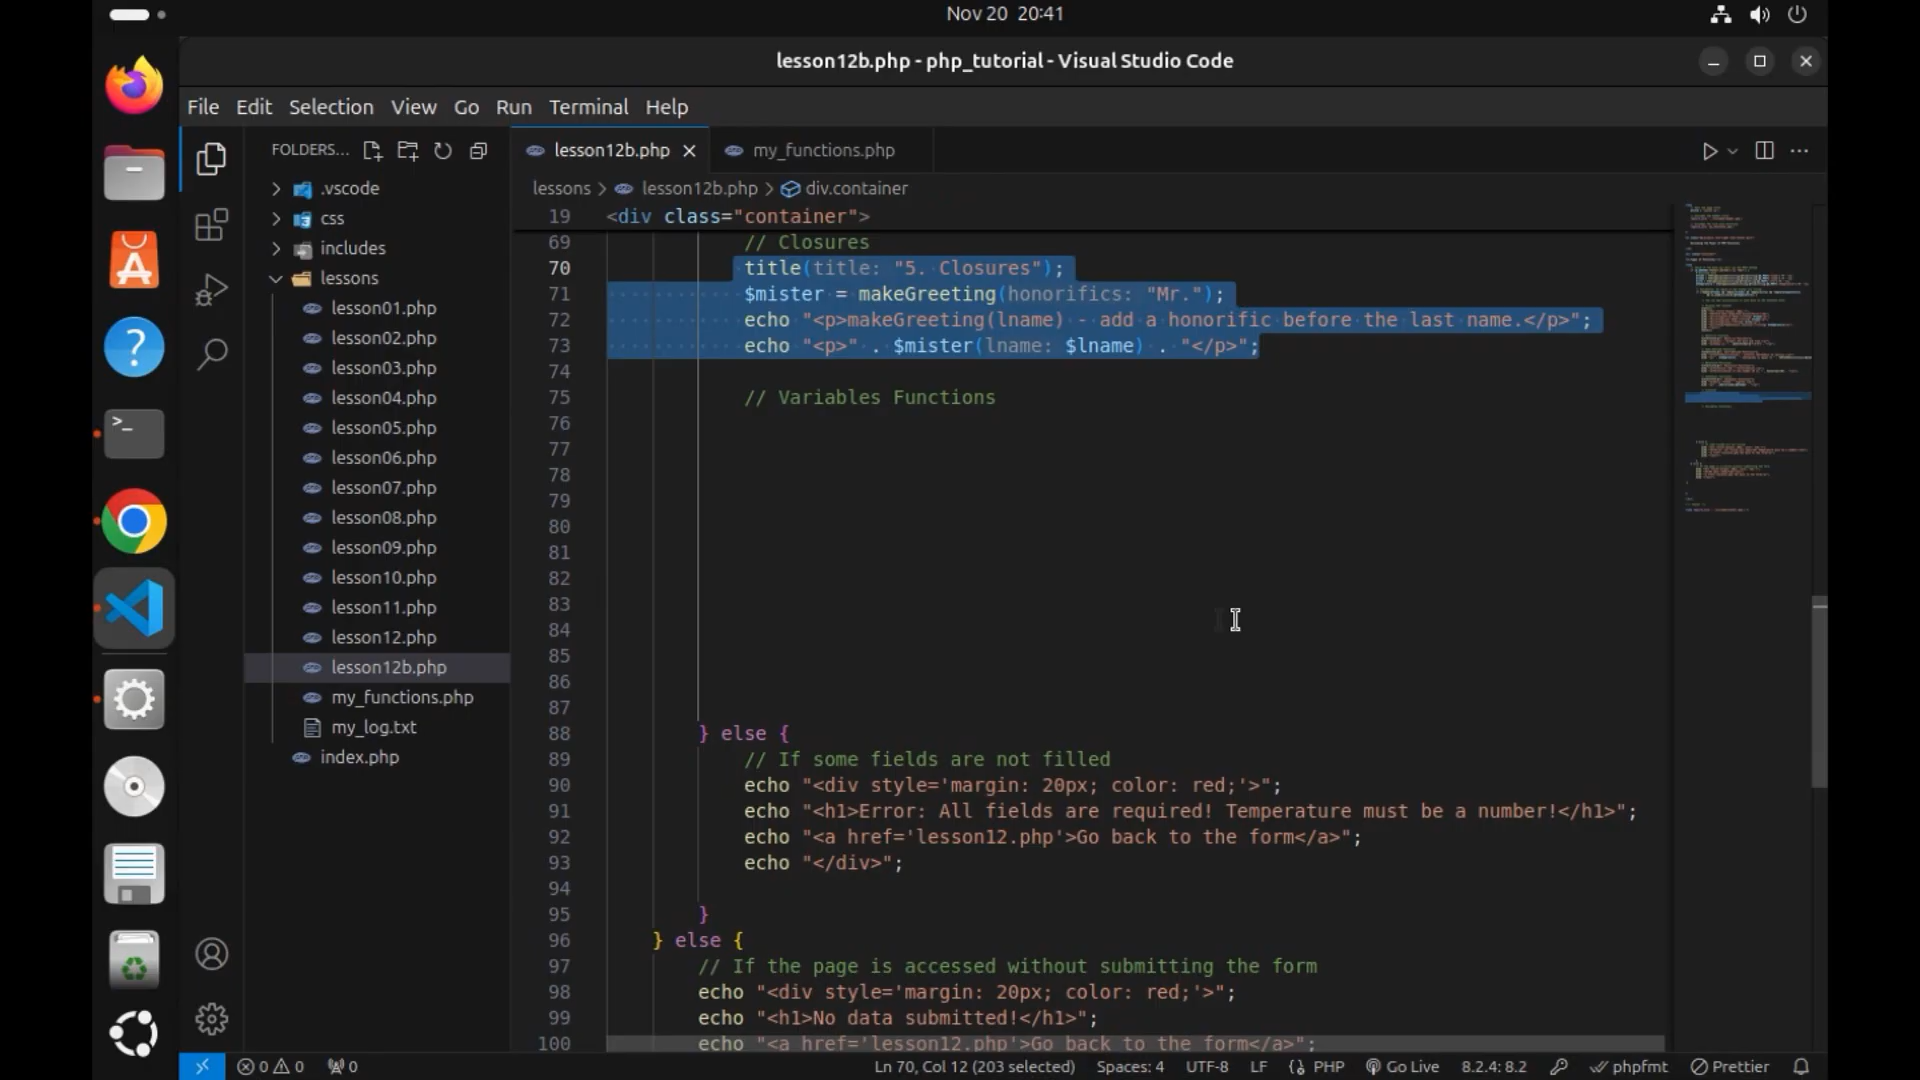 Nov 20 20:41
lesson12b.php - php_tutorial - Visual Studio Code
File Edit Selection View Go Run Terminal Help
FOLDERS...
lesson12b.php
my_functions.php
lessons > lesson12b.php > div.container
.vscode
css
includes
lessons
lesson01.php
lesson02.php
lesson03.php
lesson04.php
lesson05.php
lesson06.php
lesson07.php
lesson08.php
lesson09.php
lesson10.php
lesson11.php
lesson12.php
lesson12b.php
my_functions.php
my_log.txt
index.php
19 <div class="container">
69 // Closures
70 title(title: "5. Closures");
71 $mister = makeGreeting(honorifics: "Mr.");
72 echo "<p>makeGreeting(lname) - add a honorific before the last name.</p>";
73 echo "<p>" . $mister(lname: $lname) . "</p>";
74
75 // Variables Functions
76
77
78
79
80
81
82
83
84
85
86
87
88 } else {
89 // If some fields are not filled
90 echo "<div style='margin: 20px; color: red;'>";
91 echo "<h1>Error: All fields are required! Temperature must be a number!</h1>";
92 echo "<a href='lesson12.php'>Go back to the form</a>";
93 echo "</div>";
94
95 }
96 } else {
97 // If the page is accessed without submitting the form
98 echo "<div style='margin: 20px; color: red;'>";
99 echo "<h1>No data submitted!</h1>";
100 echo "<a href='lesson12.php'>Go back to the form</a>";
0 0 0 Ln 70, Col 12 (203 selected) Spaces: 4 UTF-8 LF PHP Go Live 8.2.4: 8.2 phpfmt Prettier